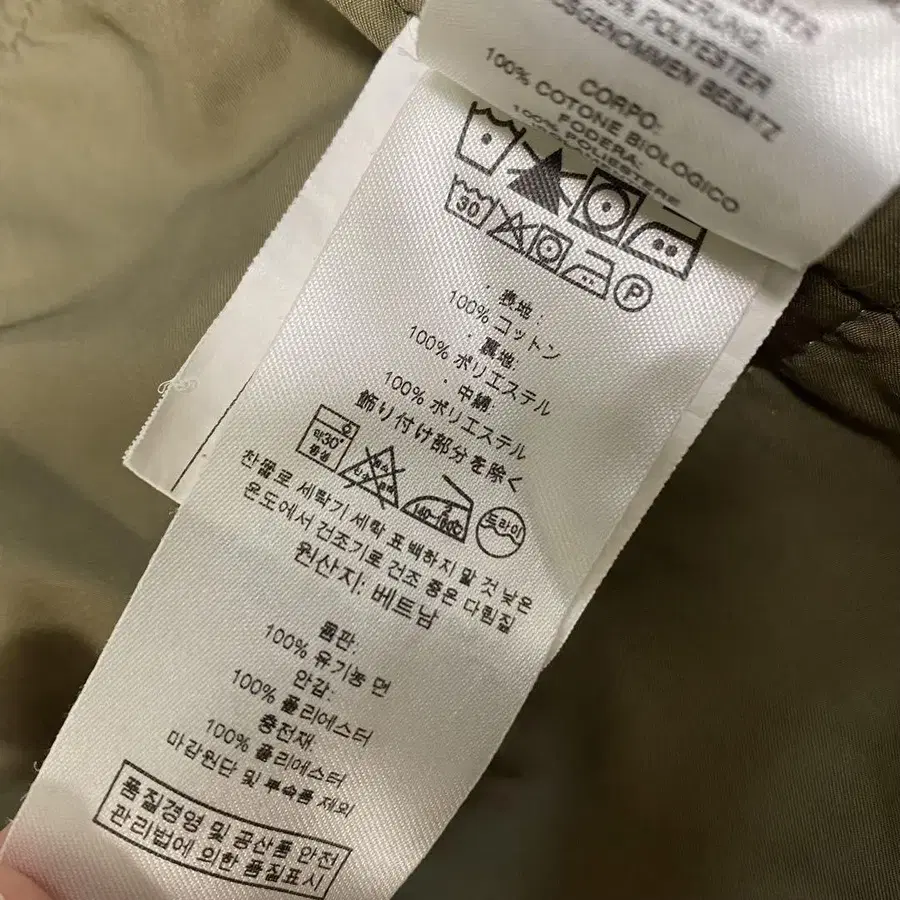 100% POLYESTER
AUSGENOMMEN BESATZ
CORPO:
100% COTONE BIOLOGICO
FODERA:
100% POLIESTERE
30
P
・表地:
100% コットン
・裏地:
100% ポリエステル
・中綿:
100% ポリエステル
飾り付け部分を除く
약30°
중성
드라이
찬물로 세탁기 세탁 표백하지 말 것 낮은
온도에서 건조기로 건조 중온 다림질
원산지: 베트남
몸판:
100% 유기농 면
안감:
100% 폴리에스터
충전재:
100% 폴리에스터
마감원단 및 부속품 제외
품질경영 및 공산품 안전
관리법에 의한 품질표시